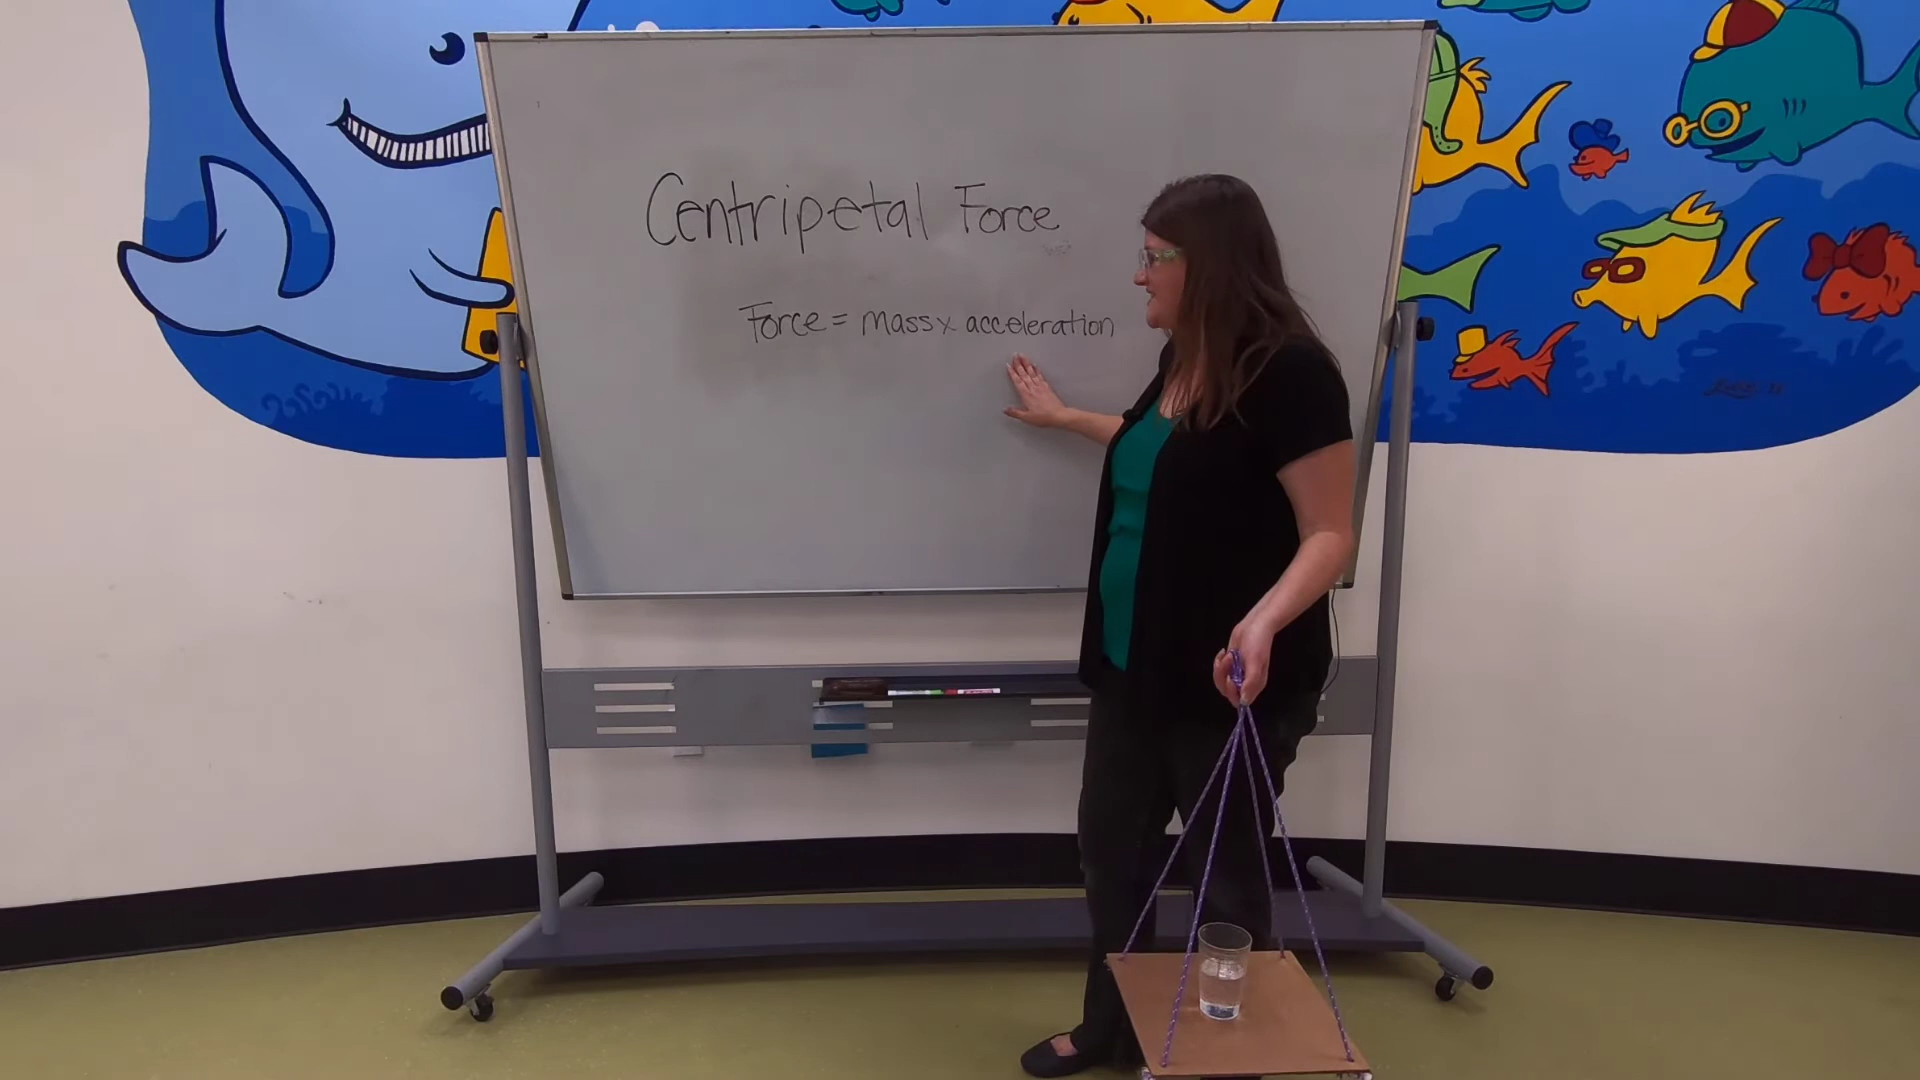 Centripetal Force
Force = mass x acceleration